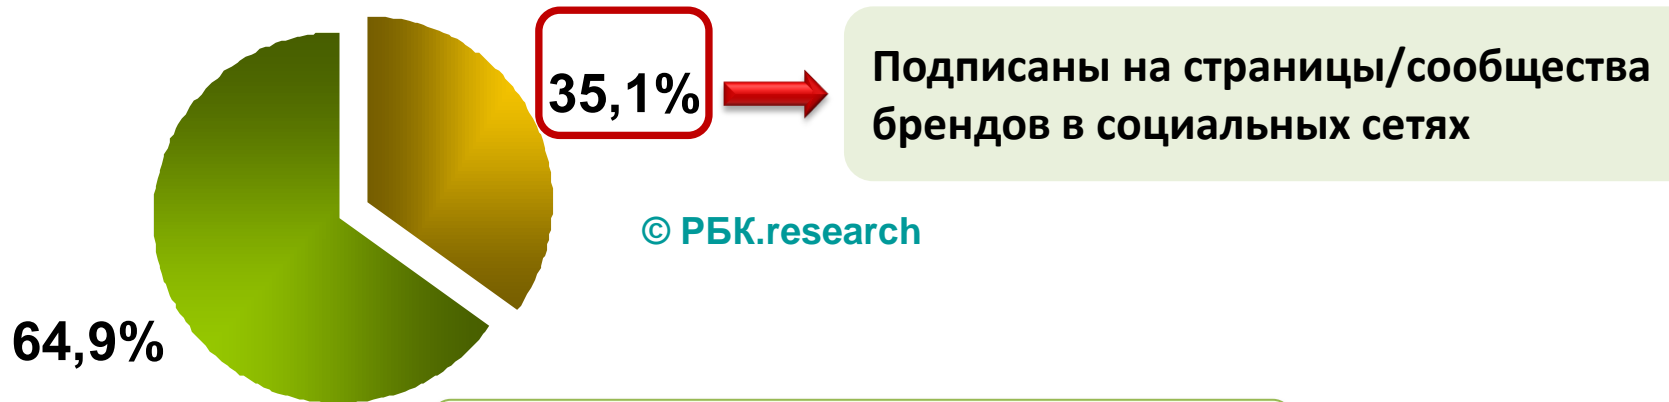 35,1%
Подписаны на страницы/сообщества
брендов в социальных сетях
© РБК.research
64,9%